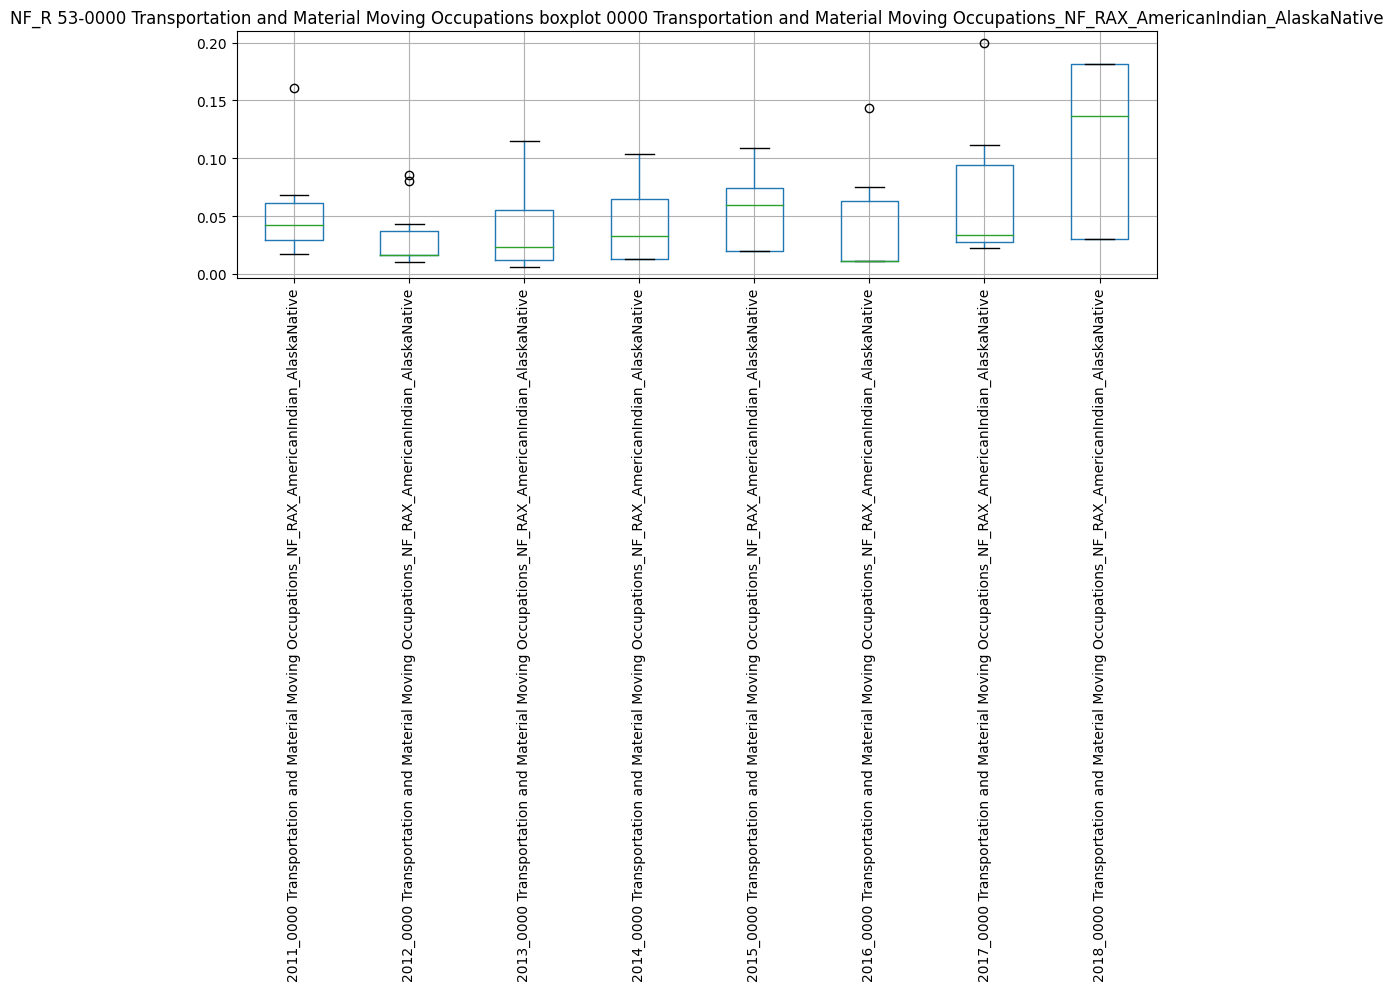 NF_R 53-0000 Transportation and Material Moving Occupations boxplot 0000 Transportation and Material Moving Occupations_NF_RAX_AmericanIndian_AlaskaNative
0.20
0.15
0.10
0.05
0.00
2011_0000 Transportation and Material Moving Occupations_NF_RAX_AmericanIndian_AlaskaNative
2012_0000 Transportation and Material Moving Occupations_NF_RAX_AmericanIndian_AlaskaNative
2013_0000 Transportation and Material Moving Occupations_NF_RAX_AmericanIndian_AlaskaNative
2014_0000 Transportation and Material Moving Occupations_NF_RAX_AmericanIndian_AlaskaNative
2015_0000 Transportation and Material Moving Occupations_NF_RAX_AmericanIndian_AlaskaNative
2016_0000 Transportation and Material Moving Occupations_NF_RAX_AmericanIndian_AlaskaNative
2017_0000 Transportation and Material Moving Occupations_NF_RAX_AmericanIndian_AlaskaNative
2018_0000 Transportation and Material Moving Occupations_NF_RAX_AmericanIndian_AlaskaNative